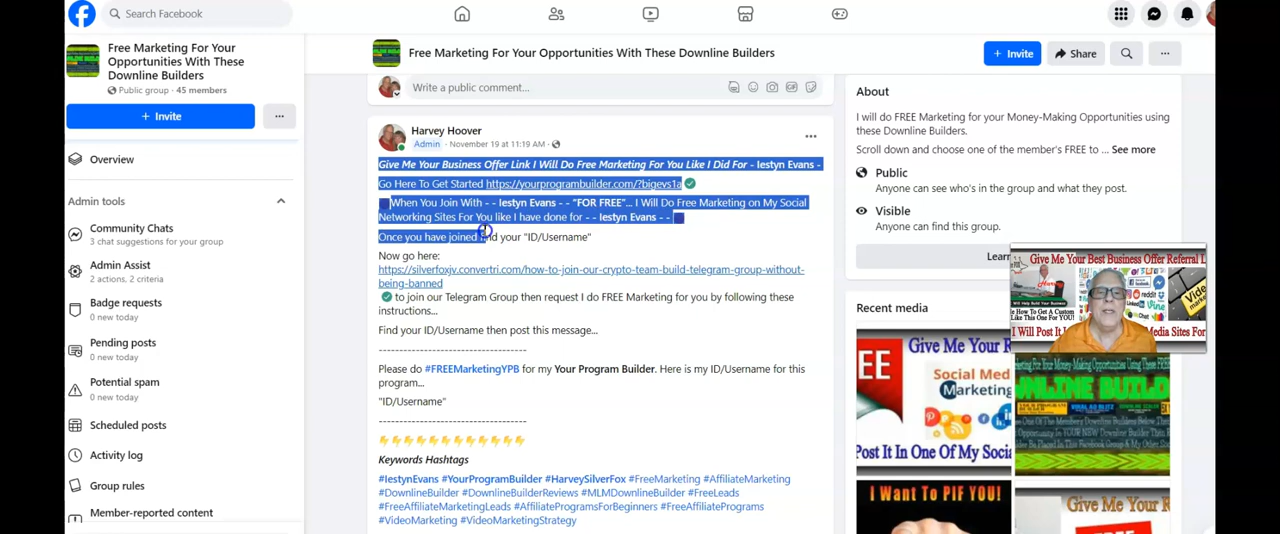 Search Facebook
Free Marketing For Your Opportunities With These Downline Builders
Public group · 45 members
+ Invite
...
Overview
Admin tools
Community Chats
3 chat suggestions for your group
Admin Assist
2 actions, 2 criteria
Badge requests
0 new today
Pending posts
0 new today
Potential spam
0 new today
Scheduled posts
Activity log
Group rules
Member-reported content
Free Marketing For Your Opportunities With These Downline Builders
+ Invite
Share
...
Write a public comment...
GIF
Harvey Hoover
Admin · November 19 at 11:19 AM ·
Give Me Your Business Offer Link I Will Do Free Marketing For You Like I Did For - Iestyn Evans -
Go Here To Get Started https://yourprogrambuilder.com/?bigevs1a
When You Join With - - Iestyn Evans - - "FOR FREE"... I Will Do Free Marketing on My Social
Networking Sites For You like I have done for - - Iestyn Evans - -
Once you have joined find your "ID/Username"
Now go here:
https://silverfoxjv.convertri.com/how-to-join-our-crypto-team-build-telegram-group-without-
being-banned
to join our Telegram Group then request I do FREE Marketing for you by following these
instructions...
Find your ID/Username then post this message...
----------------------------------
Please do #FREEMarketingYPB for my Your Program Builder. Here is my ID/Username for this
program...
"ID/Username"
----------------------------------
Keywords Hashtags
#IestynEvans #YourProgramBuilder #HarveySilverFox #FreeMarketing #AffiliateMarketing
#DownlineBuilder #DownlineBuilderReviews #MLMDownlineBuilder #FreeLeads
#FreeAffiliateMarketingLeads #AffiliateProgramsForBeginners #FreeAffiliatePrograms
#VideoMarketing #VideoMarketingStrategy
About
I will do FREE Marketing for your Money-Making Opportunities using
these Downline Builders.
Scroll down and choose one of the member's FREE to ... See more
Public
Anyone can see who's in the group and what they post.
Visible
Anyone can find this group.
Lear
Give Me Your Best Business Offer Referral L
reddit
Vine
I Will Post It
Media Sites For
Recent media
Give Me Your R
Social Med
Marketing
Post It In One Of My Socia
I Want To PIF YOU!
Give Me Your R